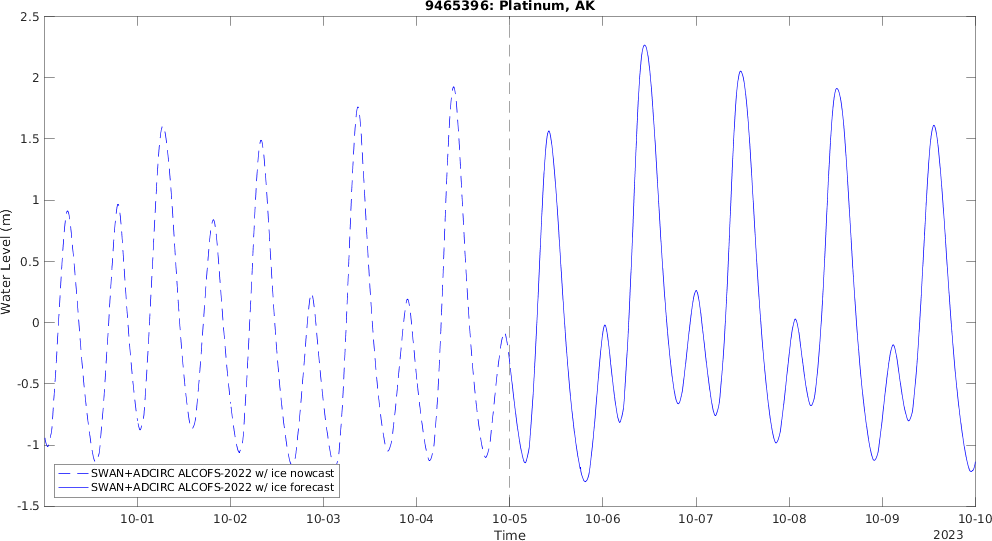 9465396: Platinum, AK
2.5
2
1.5
1
0.5
0
-0.5
-1
-1.5
Water Level (m)
SWAN+ADCIRC ALCOFS-2022 w/ ice nowcast
SWAN+ADCIRC ALCOFS-2022 w/ ice forecast
10-01 10-02 10-03 10-04 10-05 10-06 10-07 10-08 10-09 10-10
Time
2023